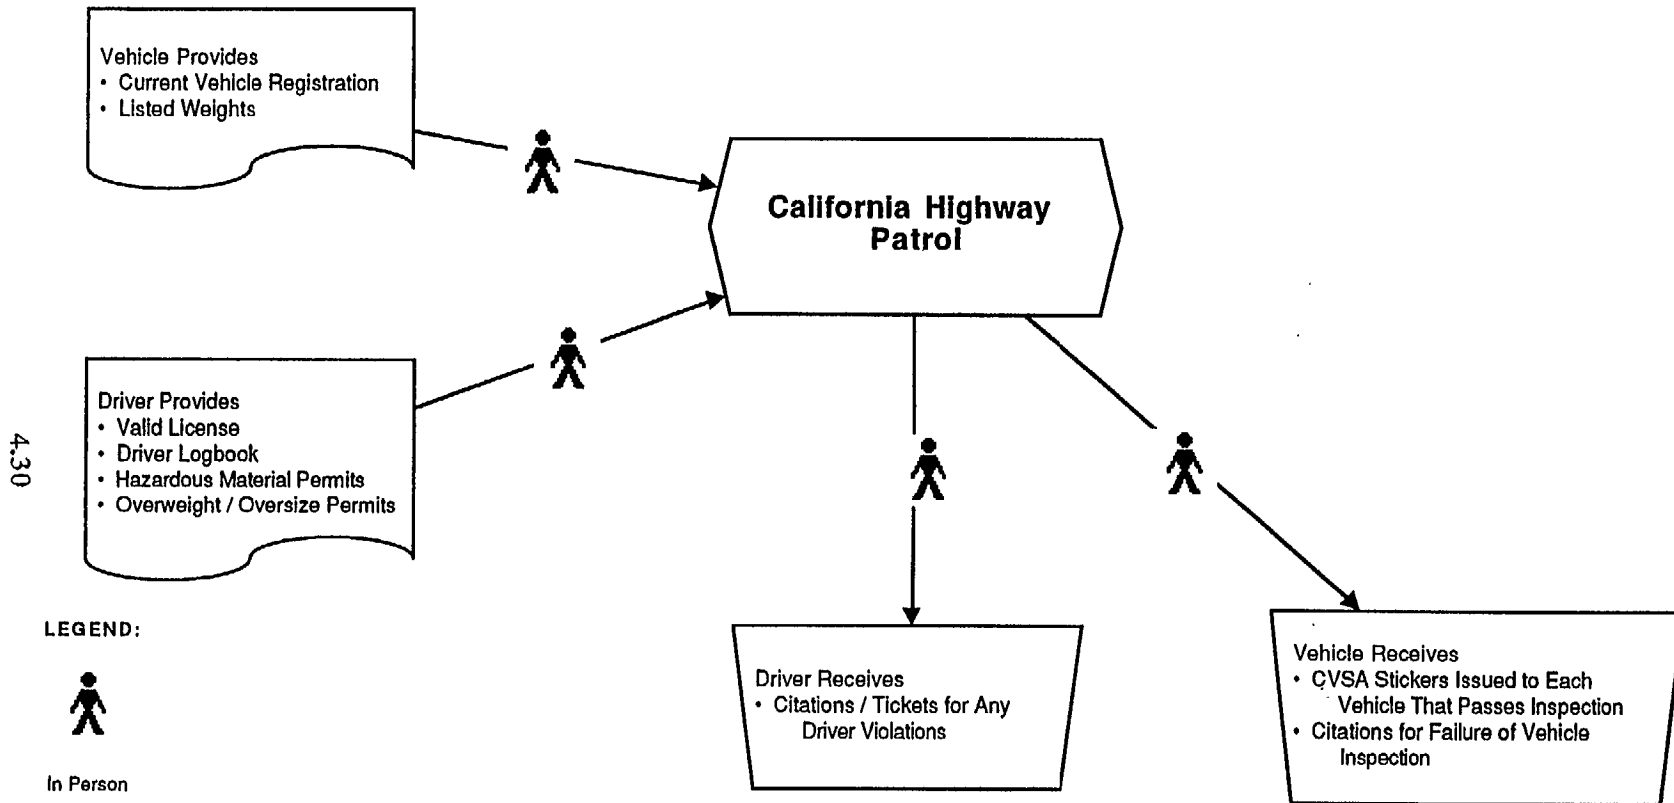 Vehicle Provides
• Current Vehicle Registration
• Listed Weights
California Highway
Patrol
Driver Provides
• Valid License
• Driver Logbook
• Hazardous Material Permits
• Overweight / Oversize Permits
4.30
LEGEND:
In Person
Driver Receives
• Citations / Tickets for Any
Driver Violations
Vehicle Receives
• CVSA Stickers Issued to Each
Vehicle That Passes Inspection
• Citations for Failure of Vehicle
Inspection